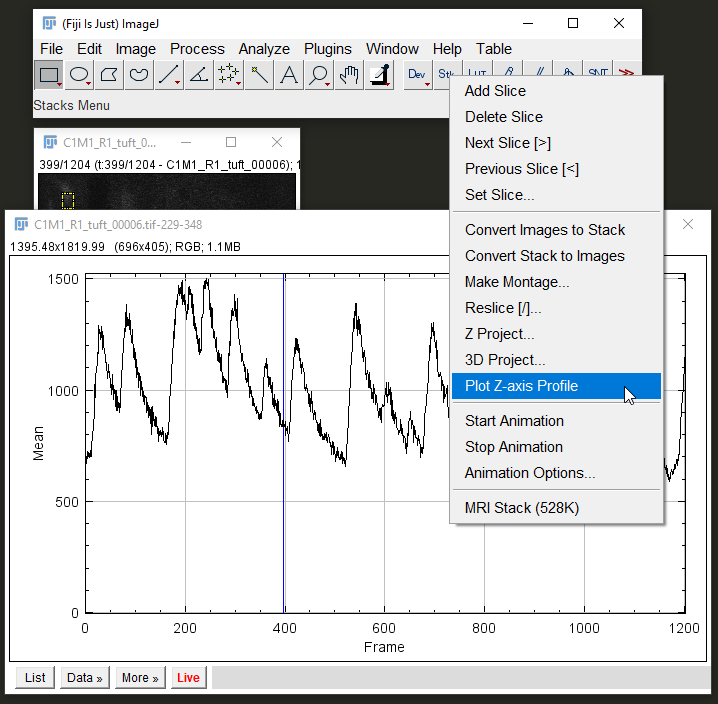 (Fiji Is Just) ImageJ
File Edit Image Process Analyze Plugins Window Help Table
Dev Stk LUT SNT >>
Stacks Menu
C1M1_R1_tuft_0...
399/1204 (t:399/1204 - C1M1_R1_tuft_00006); 1
C1M1_R1_tuft_00006.tif-229-348
1395.48x1819.99 (696x405); RGB; 1.1MB
Add Slice
Delete Slice
Next Slice [>]
Previous Slice [<]
Set Slice...
Convert Images to Stack
Convert Stack to Images
Make Montage...
Reslice [/]...
Z Project...
3D Project...
Plot Z-axis Profile
Start Animation
Stop Animation
Animation Options...
MRI Stack (528K)
1500
1000
500
0
Mean
0 200 400 600 800 1000 1200
Frame
List Data » More » Live